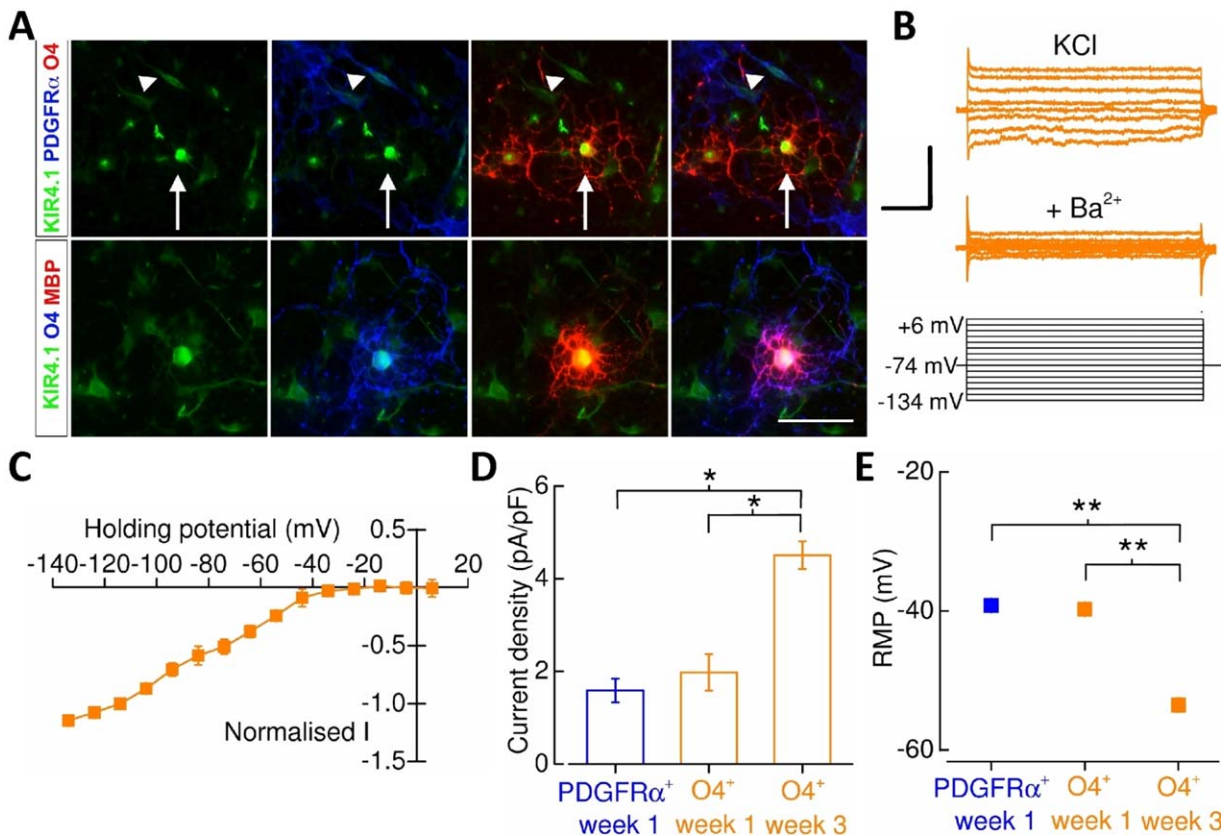 A
KIR4.1 PDGFRα O4
KIR4.1 O4 MBP
B
KCl
+ Ba²⁺
+6 mV
-74 mV
-134 mV
C
Holding potential (mV)
-140 -120 -100 -80 -60 -40 -20 20
0.5
-0.5
-1.0
-1.5
Normalised I
D
Current density (pA/pF)
6
4
2
0
*
*
PDGFRα⁺ week 1
O4⁺ week 1
O4⁺ week 3
E
RMP (mV)
-20
-40
-60
**
**
PDGFRα⁺ week 1
O4⁺ week 1
O4⁺ week 3